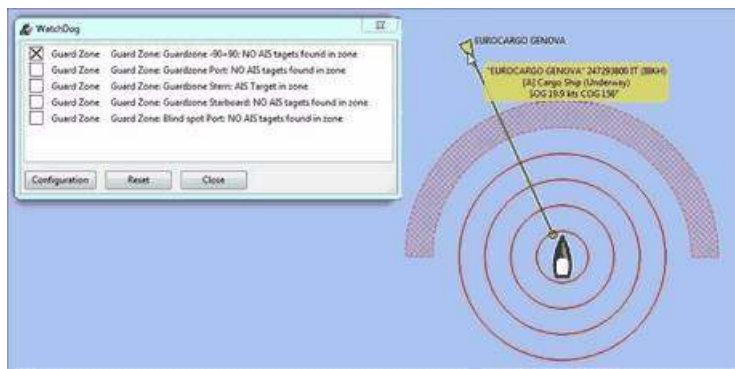 WatchDog
Guard Zone Guard Zone: Guardzone -90+90: NO AIS tagets found in zone
Guard Zone Guard Zone: Guardzone Port: NO AIS tagets found in zone
Guard Zone Guard Zone: Guardzone Stern: AIS Target in zone
Guard Zone Guard Zone: Guardzone Starboard: NO AIS tagets found in zone
Guard Zone Guard Zone: Blind spot Port: NO AIS tagets found in zone
Configuration Reset Close
EUROCARGO GENOVA
"EUROCARGO GENOVA" 247293800 IT (IBKH)
[A] Cargo Ship (Underway)
SOG 19.9 kts COG 156°